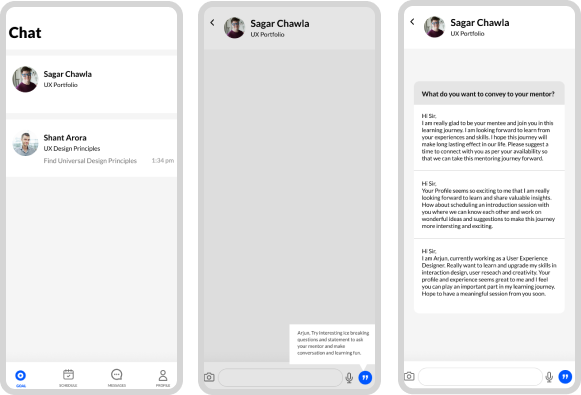 Chat
Sagar Chawla
UX Portfolio
Shant Arora
UX Design Principles
Find Universal Design Principles 1:34 pm
GOAL SCHEDULE MESSAGES PROFILE
Sagar Chawla
UX Portfolio
Arjun, Try interesting ice breaking
questions and statement to ask
your mentor and make
conversation and learning fun.
Sagar Chawla
UX Portfolio
What do you want to convey to your mentor?
Hi Sir,
I am really glad to be your mentee and join you in this
learning journey. I am looking forward to learn from
your experiences and skills. I hope this journey will
make long lasting effect in our life. Please suggest a
time to connect with you as per your availability so
that we can take this mentoring journey forward.
Hi Sir,
Your Profile seems so exciting to me that I am really
looking forward to learn and share valuable insights.
How about scheduling an introduction session with
you where we can know each other and work on
wonderful ideas and suggestions to make this journey
more intersting and exciting.
Hi Sir,
I am Arjun, currently working as a User Experience
Designer. Really want to learn and upgrade my skills in
interaction design, user reseach and creativity. Your
profile and experience seems great to me and I feel
you can play an important part in my learning journey.
Hope to have a meaningful session from you soon.